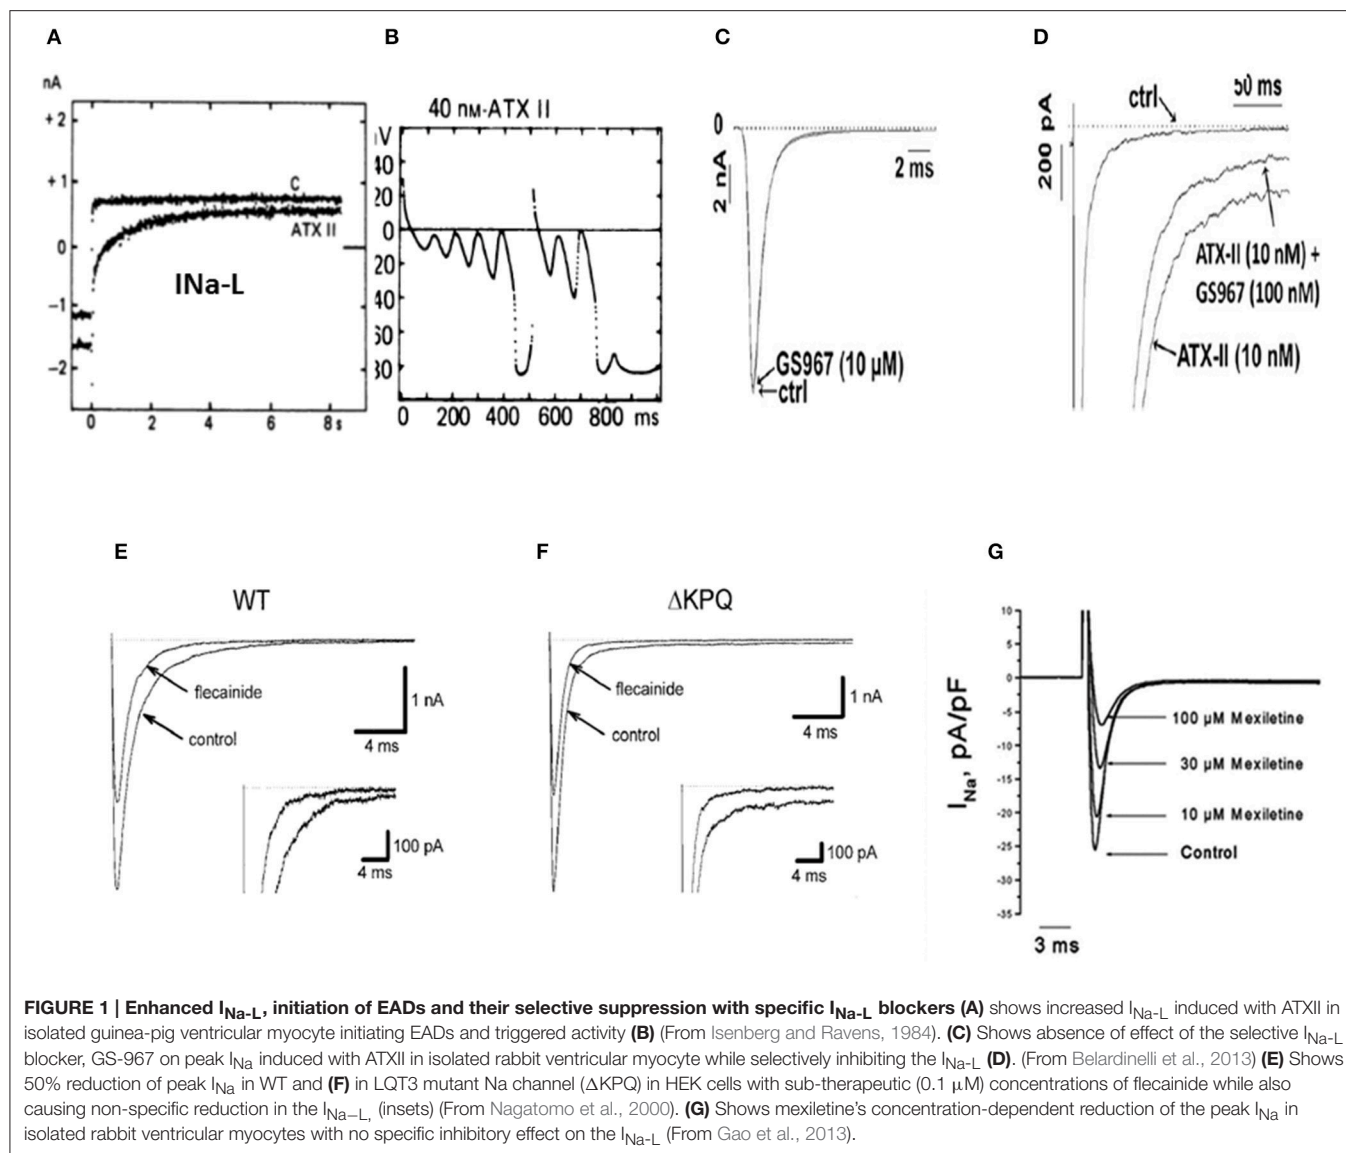 A
nA
+2
+1
0
−1
−2
C
ATX II
INa-L
0 2 4 6 8 s
B
40 nM-ATX II
V
40
20
0
20
40
60
80
0 200 400 600 800 ms
C
0
2 nA
2 ms
GS967 (10 µM)
ctrl
D
ctrl
50 ms
200 pA
ATX-II (10 nM) +
GS967 (100 nM)
ATX-II (10 nM)
E
WT
flecainide
control
1 nA
4 ms
100 pA
4 ms
F
ΔKPQ
flecainide
control
1 nA
4 ms
100 pA
4 ms
G
INa, pA/pF
10
5
0
-5
-10
-15
-20
-25
-30
-35
100 µM Mexiletine
30 µM Mexiletine
10 µM Mexiletine
Control
3 ms
FIGURE 1 | Enhanced INa-L, initiation of EADs and their selective suppression with specific INa-L blockers (A) shows increased INa-L induced with ATXII in
isolated guinea-pig ventricular myocyte initiating EADs and triggered activity (B) (From Isenberg and Ravens, 1984). (C) Shows absence of effect of the selective INa-L
blocker, GS-967 on peak INa induced with ATXII in isolated rabbit ventricular myocyte while selectively inhibiting the INa-L (D). (From Belardinelli et al., 2013) (E) Shows
50% reduction of peak INa in WT and (F) in LQT3 mutant Na channel (ΔKPQ) in HEK cells with sub-therapeutic (0.1 µM) concentrations of flecainide while also
causing non-specific reduction in the INa−L, (insets) (From Nagatomo et al., 2000). (G) Shows mexiletine's concentration-dependent reduction of the peak INa in
isolated rabbit ventricular myocytes with no specific inhibitory effect on the INa-L (From Gao et al., 2013).